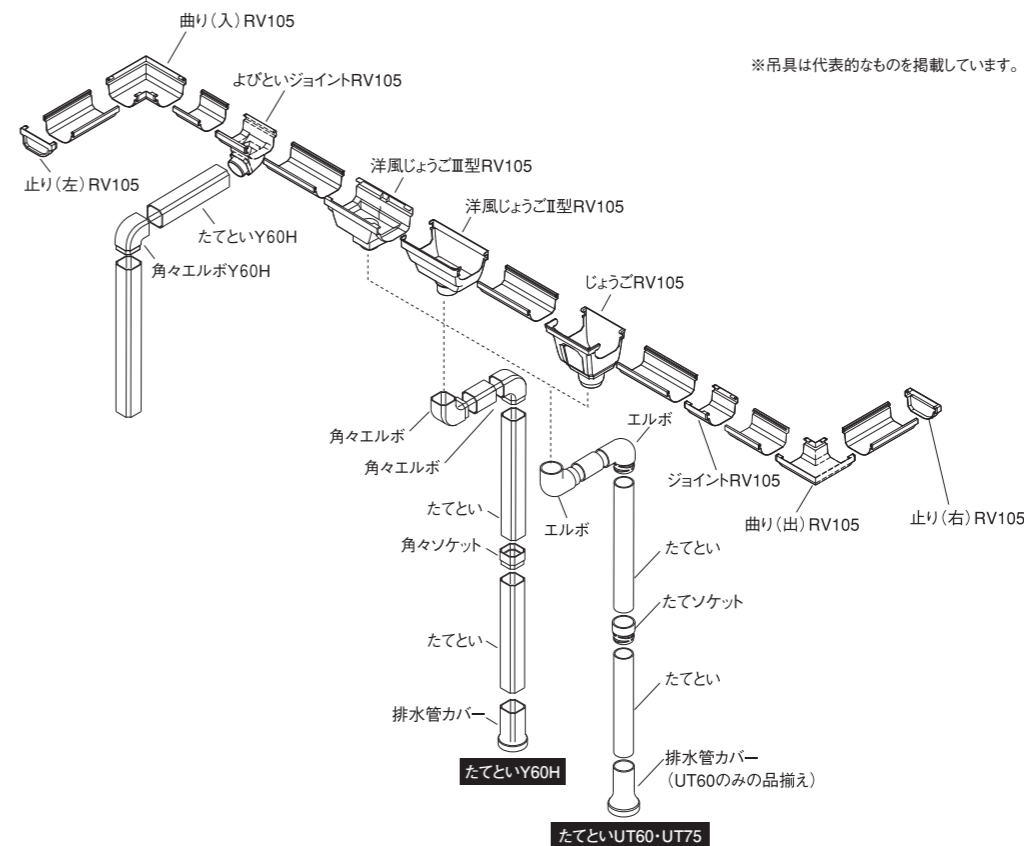 曲り（入）RV105
※吊具は代表的なものを掲載しています。
よびといジョイントRV105
洋風じょうごⅢ型RV105
止り（左）RV105
洋風じょうごⅡ型RV105
たてといY60H
角々エルボY60H
じょうごRV105
エルボ
角々エルボ
角々エルボ
ジョイントRV105
止り（右）RV105
曲り（出）RV105
エルボ
たてとい
角々ソケット
たてとい
たてソケット
たてとい
たてとい
排水管カバー
排水管カバー
（UT60のみの品揃え）
たてといY60H
たてといUT60・UT75